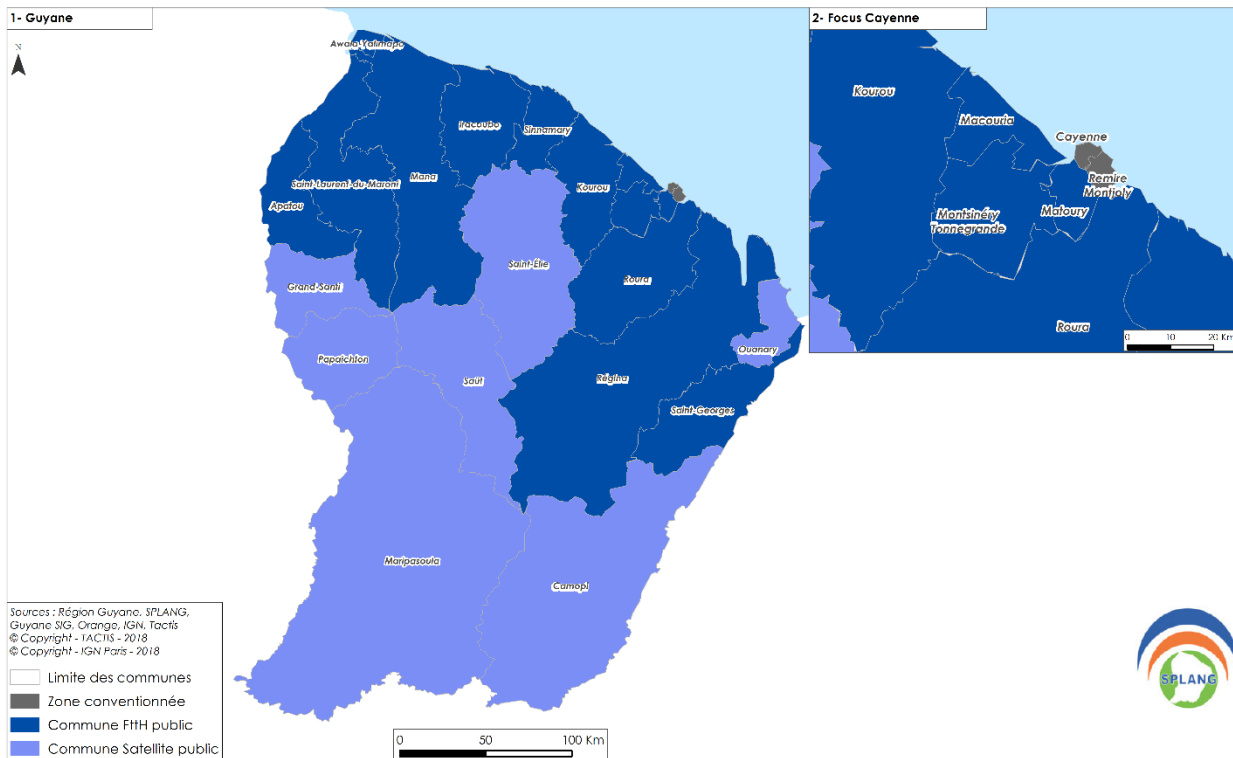 1- Guyane
N
Awala-Yalimapo
Iracoubo
Sinnamary
Saint-Laurent-du-Maroni
Mana
Kourou
Apatou
Saint-Élie
Roura
Grand-Santi
Papaïchton
Saül
Régina
Ouanary
Saint-Georges
Maripasoula
Camopi
2- Focus Cayenne
Kourou
Macouria
Cayenne
Remire
Montjoly
Matoury
Montsinéry
Tonnegrande
Roura
0 10 20 Km
Sources : Région Guyane, SPLANG,
Guyane SIG, Orange, IGN, Tactis
© Copyright - TACTIS - 2018
© Copyright - IGN Paris - 2018
Limite des communes
Zone conventionnée
Commune FttH public
Commune Satellite public
0 50 100 Km
SPLANG